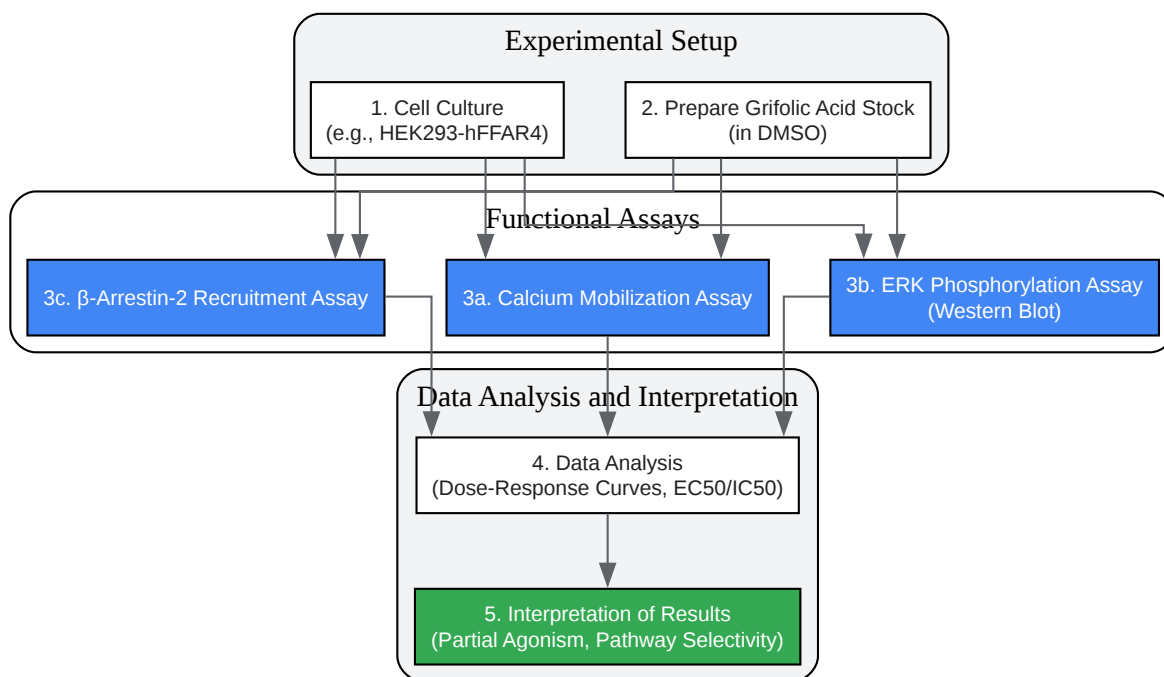 Experimental Setup
1. Cell Culture
(e.g., HEK293-hFFAR4)
2. Prepare Grifolic Acid Stock
(in DMSO)
Functional Assays
3c. β-Arrestin-2 Recruitment Assay
3a. Calcium Mobilization Assay
3b. ERK Phosphorylation Assay
(Western Blot)
Data Analysis and Interpretation
4. Data Analysis
(Dose-Response Curves, EC50/IC50)
5. Interpretation of Results
(Partial Agonism, Pathway Selectivity)